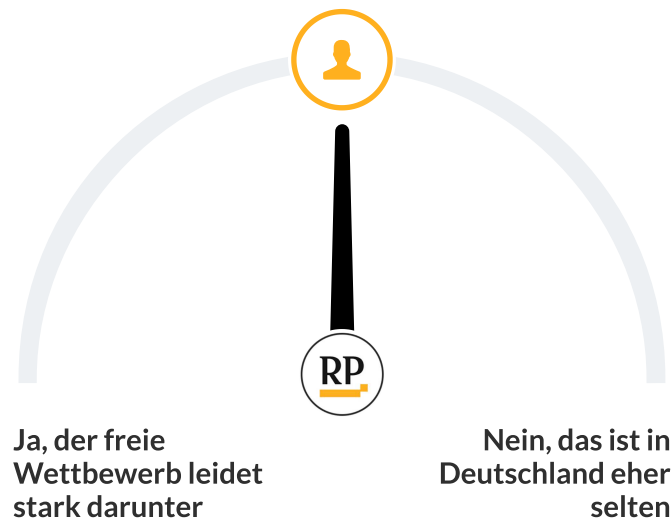 RP
Ja, der freie
Wettbewerb leidet
stark darunter
Nein, das ist in
Deutschland eher
selten